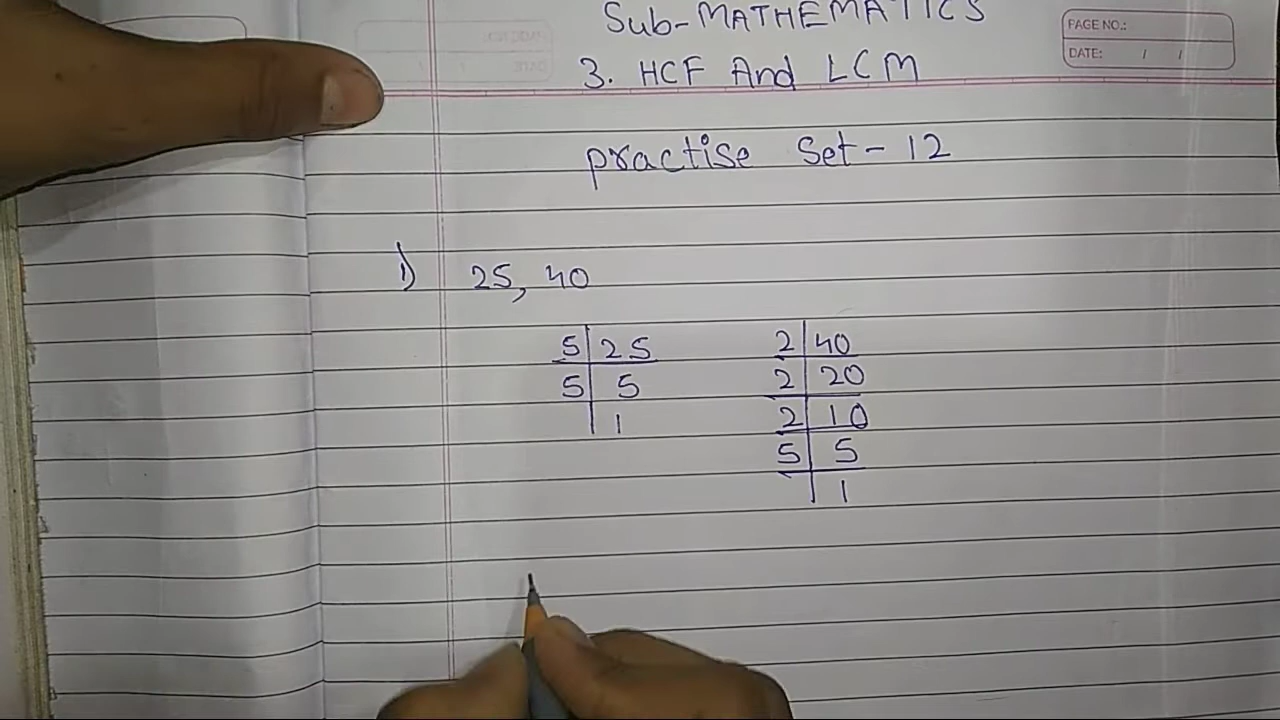 Sub-MATHEMATICS
PAGE NO.:
DATE: / /
3. HCF And LCM
Practise Set-12
1) 25, 40
5 25
5 5
1
2 40
2 20
2 10
5 5
1